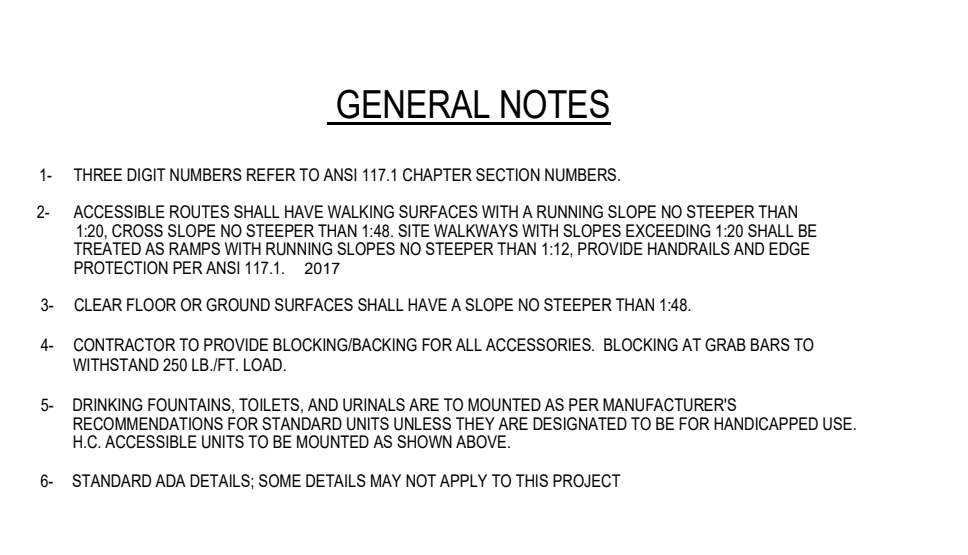 GENERAL NOTES
1- THREE DIGIT NUMBERS REFER TO ANSI 117.1 CHAPTER SECTION NUMBERS.
2- ACCESSIBLE ROUTES SHALL HAVE WALKING SURFACES WITH A RUNNING SLOPE NO STEEPER THAN
1:20, CROSS SLOPE NO STEEPER THAN 1:48. SITE WALKWAYS WITH SLOPES EXCEEDING 1:20 SHALL BE
TREATED AS RAMPS WITH RUNNING SLOPES NO STEEPER THAN 1:12, PROVIDE HANDRAILS AND EDGE
PROTECTION PER ANSI 117.1. 2017
3- CLEAR FLOOR OR GROUND SURFACES SHALL HAVE A SLOPE NO STEEPER THAN 1:48.
4- CONTRACTOR TO PROVIDE BLOCKING/BACKING FOR ALL ACCESSORIES. BLOCKING AT GRAB BARS TO
WITHSTAND 250 LB./FT. LOAD.
5- DRINKING FOUNTAINS, TOILETS, AND URINALS ARE TO MOUNTED AS PER MANUFACTURER'S
RECOMMENDATIONS FOR STANDARD UNITS UNLESS THEY ARE DESIGNATED TO BE FOR HANDICAPPED USE.
H.C. ACCESSIBLE UNITS TO BE MOUNTED AS SHOWN ABOVE.
6- STANDARD ADA DETAILS; SOME DETAILS MAY NOT APPLY TO THIS PROJECT